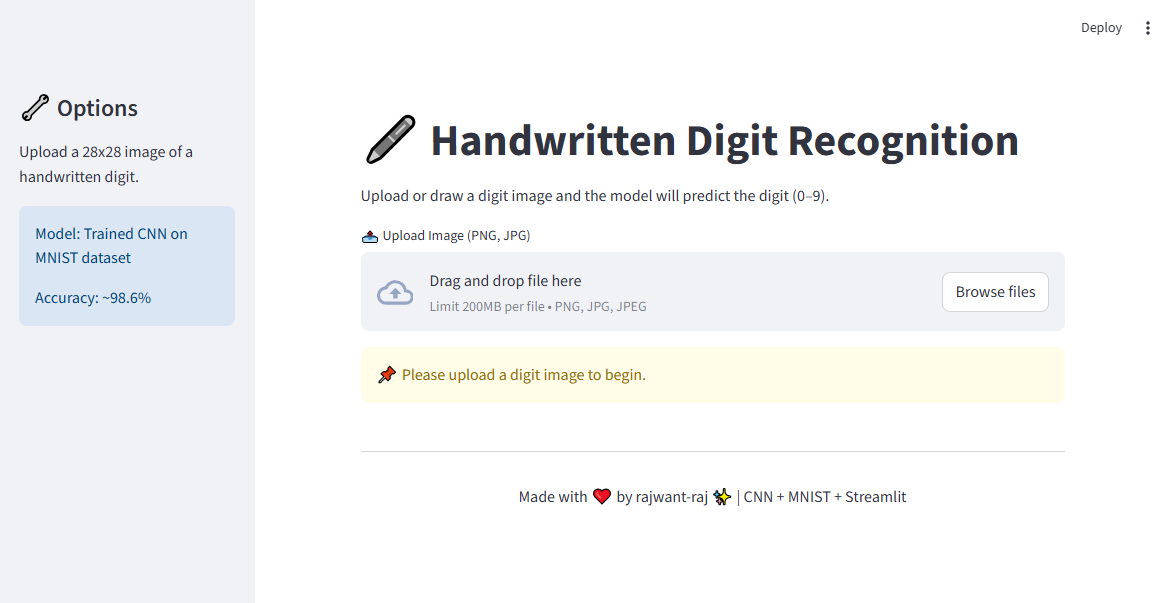 Deploy
Options
Upload a 28x28 image of a
handwritten digit.
Model: Trained CNN on
MNIST dataset
Accuracy: ~98.6%
Handwritten Digit Recognition
Upload or draw a digit image and the model will predict the digit (0–9).
Upload Image (PNG, JPG)
Drag and drop file here
Limit 200MB per file • PNG, JPG, JPEG
Browse files
Please upload a digit image to begin.
Made with ❤️ by rajwant-raj ✨ | CNN + MNIST + Streamlit